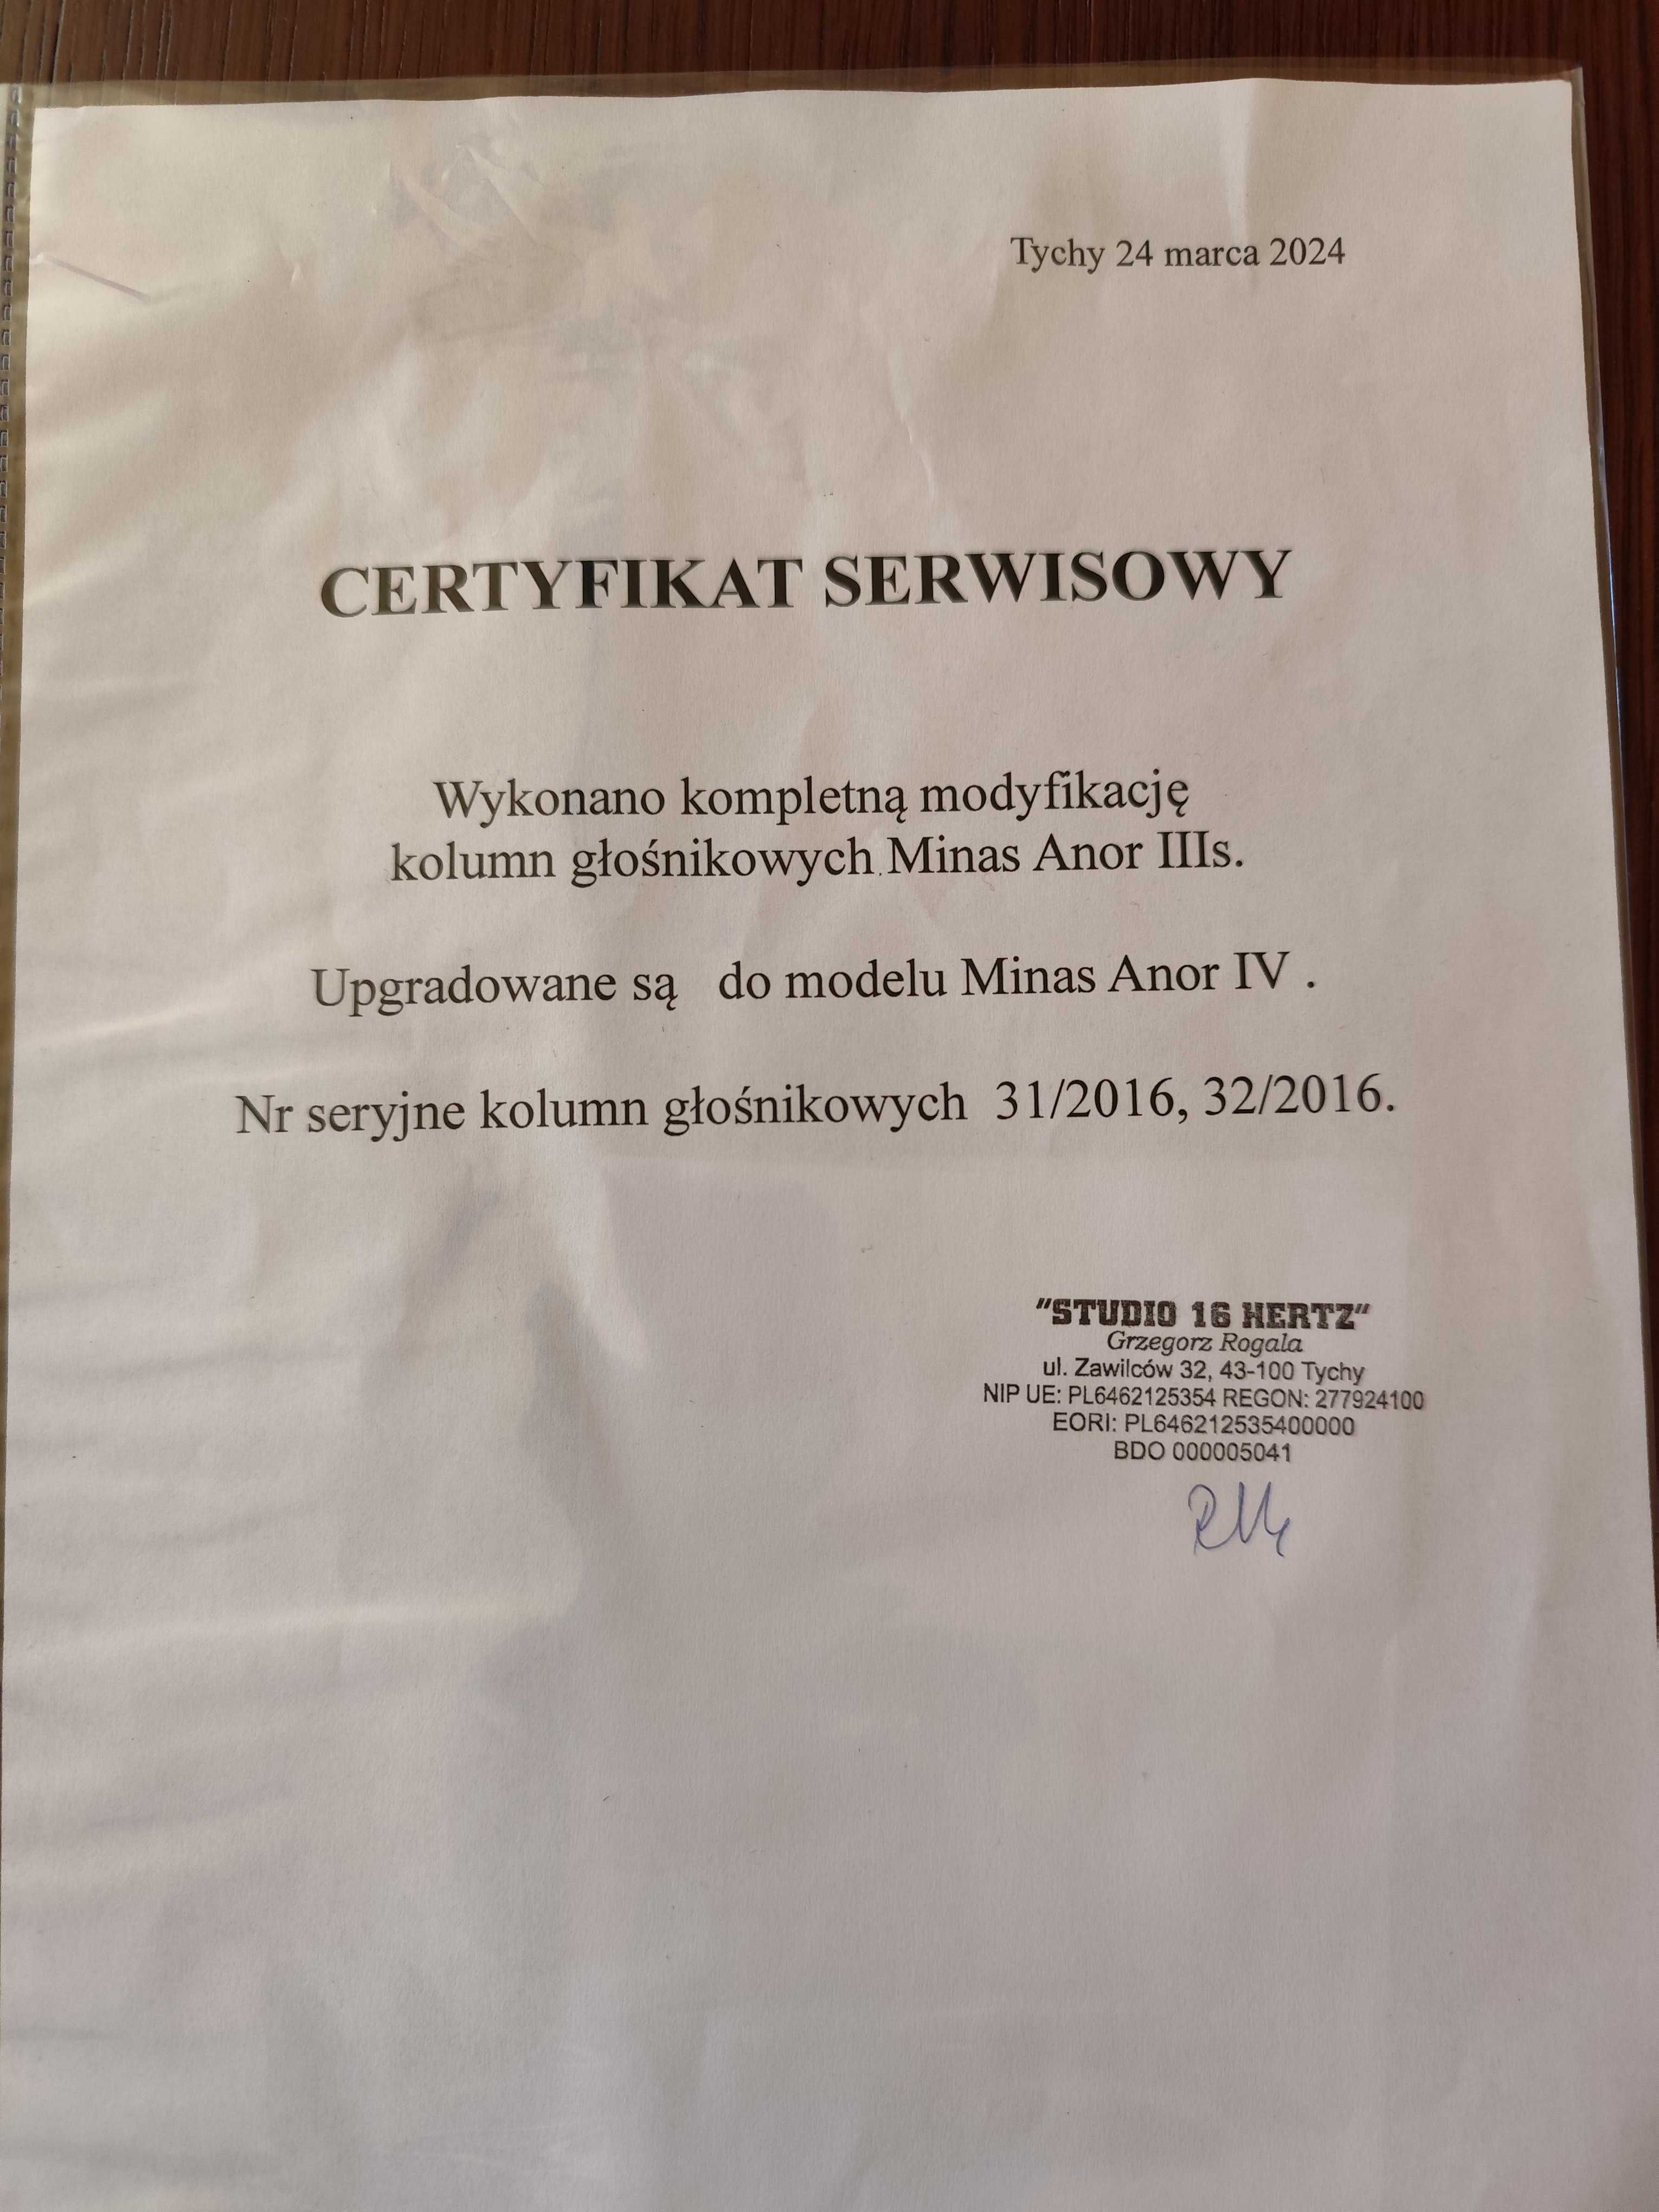 Tychy 24 marca 2024
CERTYFIKAT SERWISOWY
Wykonano kompletną modyfikację
kolumn głośnikowych Minas Anor IIIs.
Upgradowane są do modelu Minas Anor IV .
Nr seryjne kolumn głośnikowych 31/2016, 32/2016.
"STUDIO 16 HERTZ"
Grzegorz Rogala
ul. Zawilców 32, 43-100 Tychy
NIP UE: PL6462125354 REGON: 277924100
EORI: PL646212535400000
BDO 000005041